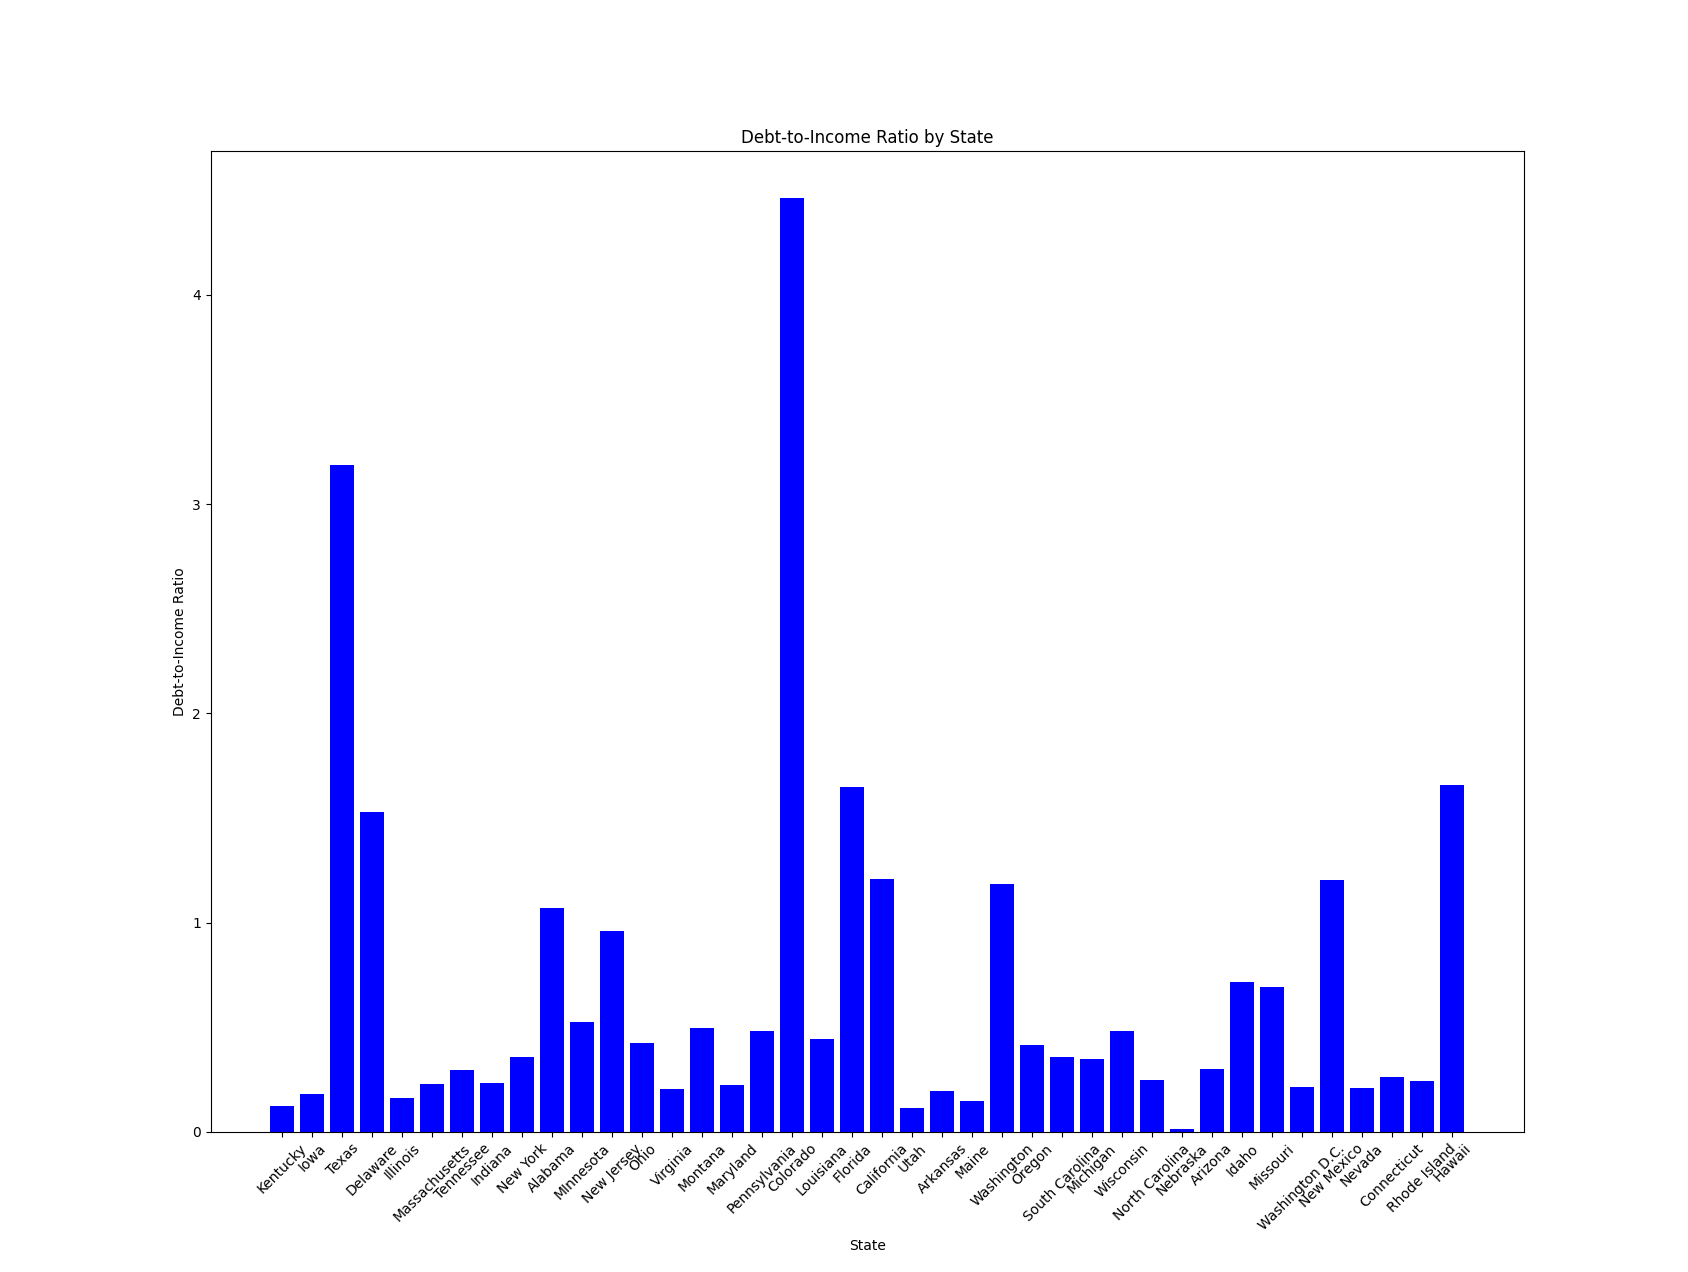 Debt-to-Income Ratio by State
Debt-to-Income Ratio
4
3
2
1
0
Kentucky
Iowa
Texas
Delaware
Illinois
Massachusetts
Tennessee
Indiana
New York
Alabama
MInnesota
New Jersey
Ohio
Virginia
Montana
Maryland
Pennsylvania
Colorado
Louisiana
Florida
California
Utah
Arkansas
Maine
Washington
Oregon
South Carolina
Michigan
Wisconsin
North Carolina
Nebraska
Arizona
Idaho
Missouri
Washington D.C.
New Mexico
Nevada
Connecticut
Rhode Island
Hawaii
State